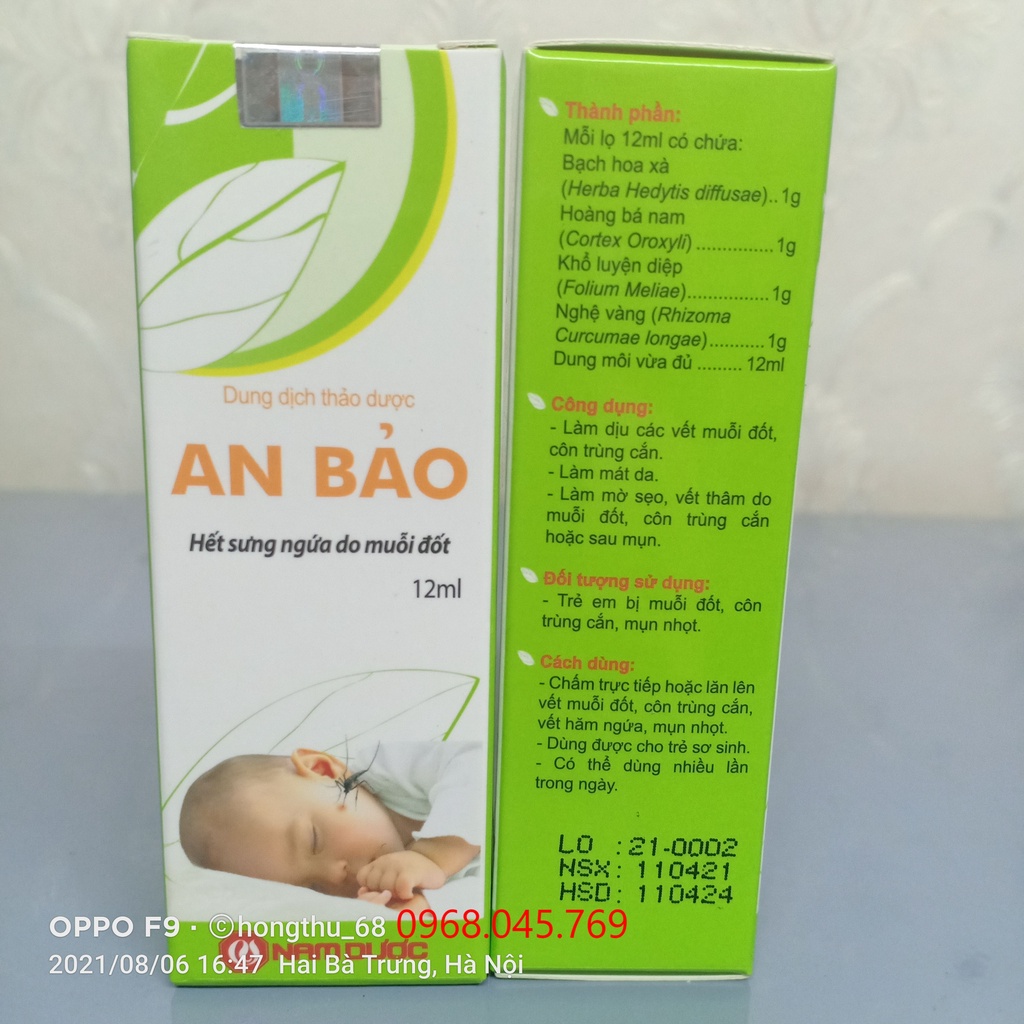 Dung dịch thảo dược
AN BẢO
Hết sưng ngứa do muỗi đốt
12ml
NAM DƯỢC
Thành phần:
Mỗi lọ 12ml có chứa:
Bạch hoa xà
(Herba Hedytis diffusae)..1g
Hoàng bá nam
(Cortex Oroxyli) ...............1g
Khổ luyện diệp
(Folium Meliae)................1g
Nghệ vàng (Rhizoma
Curcumae longae)...........1g
Dung môi vừa đủ ......... 12ml
Công dụng:
- Làm dịu các vết muỗi đốt,
côn trùng cắn.
- Làm mát da.
- Làm mờ sẹo, vết thâm do
muỗi đốt, côn trùng cắn
hoặc sau mụn.
Đối tượng sử dụng:
- Trẻ em bị muỗi đốt, côn
trùng cắn, mụn nhọt.
Cách dùng:
- Chấm trực tiếp hoặc lăn lên
vết muỗi đốt, côn trùng cắn,
vết hăm ngứa, mụn nhọt.
- Dùng được cho trẻ sơ sinh.
- Có thể dùng nhiều lần
trong ngày.
LO : 21-0002
NSX: 110421
HSD: 110424
OPPO F9 · ©hongthu_68 0968.045.769
2021/08/06 16:47 Hai Bà Trưng, Hà Nội